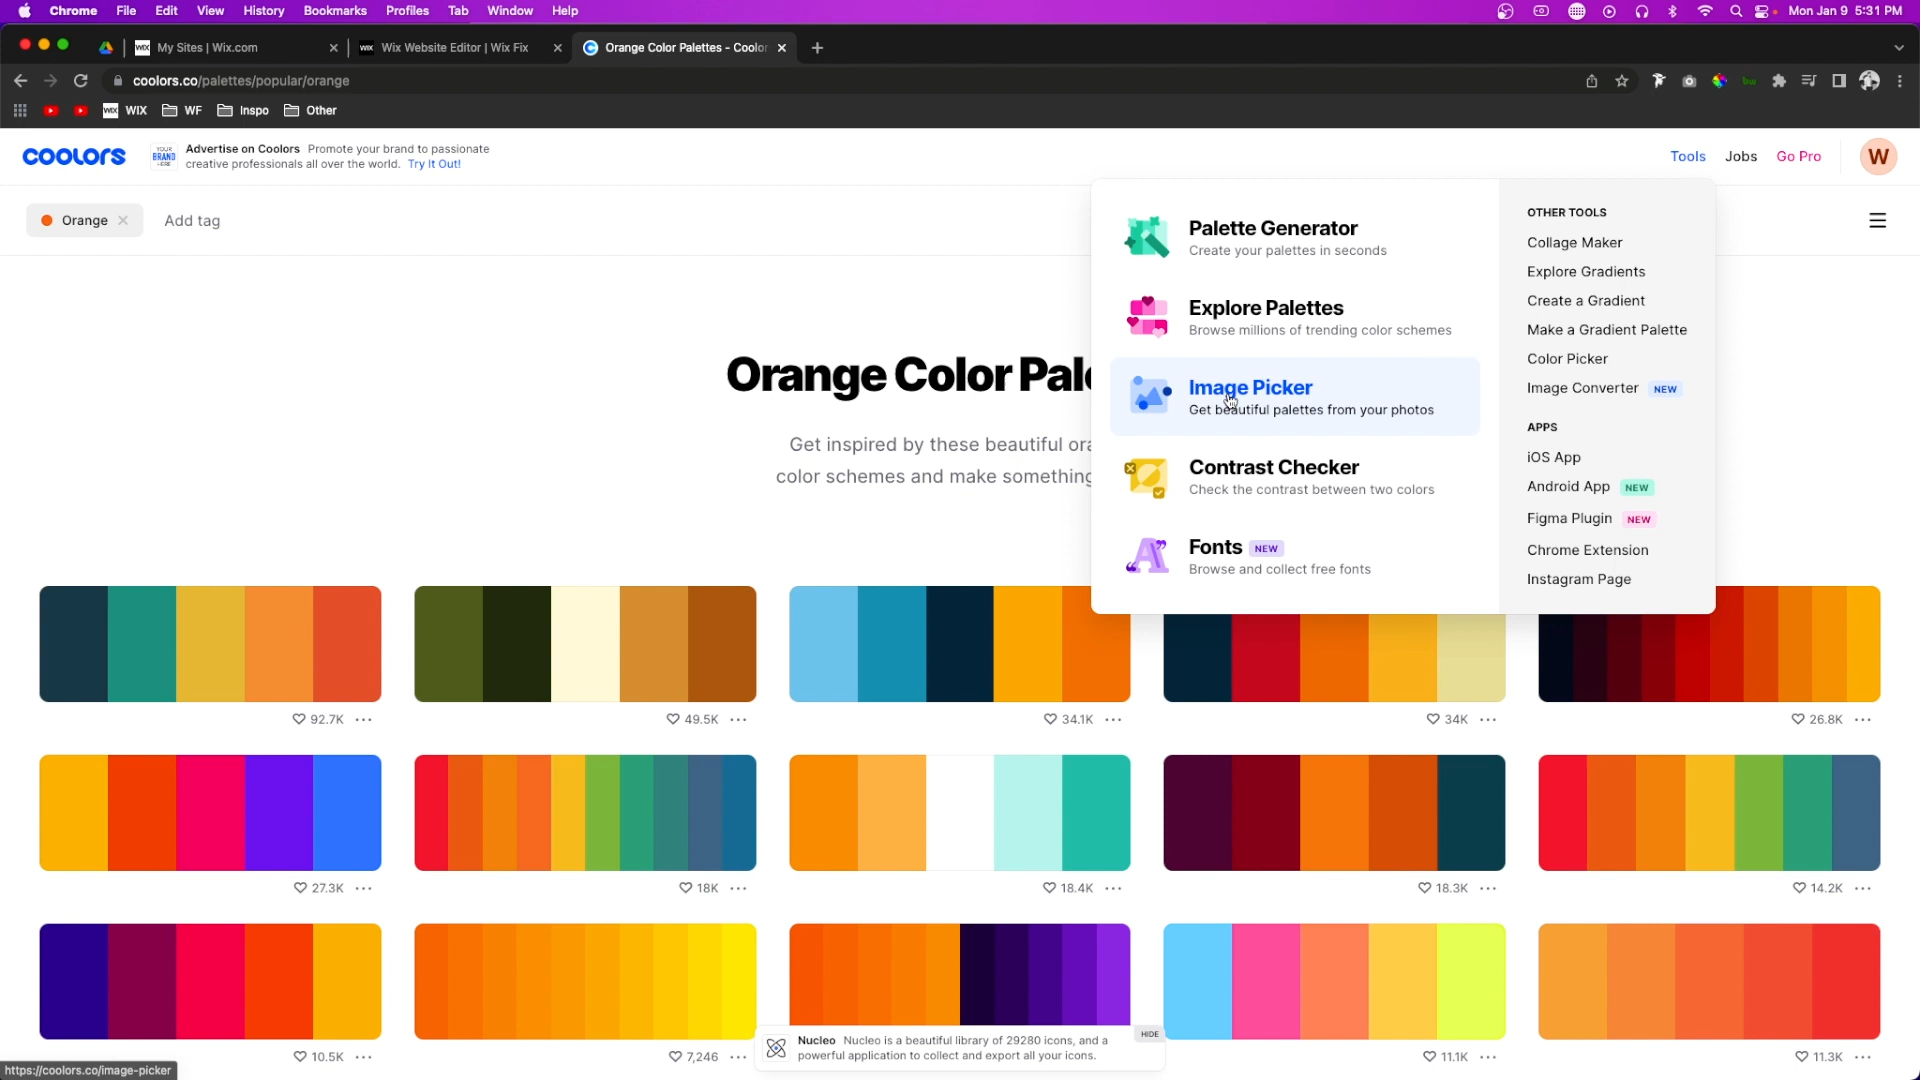 Chrome File Edit View History Bookmarks Profiles Tab Window Help Mon Jan 9 5:31 PM
WIX My Sites | Wix.com WIX Wix Website Editor | Wix Fix Orange Color Palettes - Coolor
coolors.co/palettes/popular/orange
WIX WIX WF Inspo Other
coolors
YOUR BRAND HERE
Advertise on Coolors Promote your brand to passionate
creative professionals all over the world. Try It Out!
Tools Jobs Go Pro W
Orange Add tag
Palette Generator
Create your palettes in seconds
Explore Palettes
Browse millions of trending color schemes
Image Picker
Get beautiful palettes from your photos
Contrast Checker
Check the contrast between two colors
Fonts NEW
Browse and collect free fonts
OTHER TOOLS
Collage Maker
Explore Gradients
Create a Gradient
Make a Gradient Palette
Color Picker
Image Converter NEW
APPS
iOS App
Android App NEW
Figma Plugin NEW
Chrome Extension
Instagram Page
Orange Color Pale
Get inspired by these beautiful ora
color schemes and make something
92.7K 49.5K 34.1K 34K 26.8K
27.3K 18K 18.4K 18.3K 14.2K
10.5K 7,246 11.1K 11.3K
Nucleo Nucleo is a beautiful library of 29280 icons, and a
powerful application to collect and export all your icons.
HIDE
https://coolors.co/image-picker